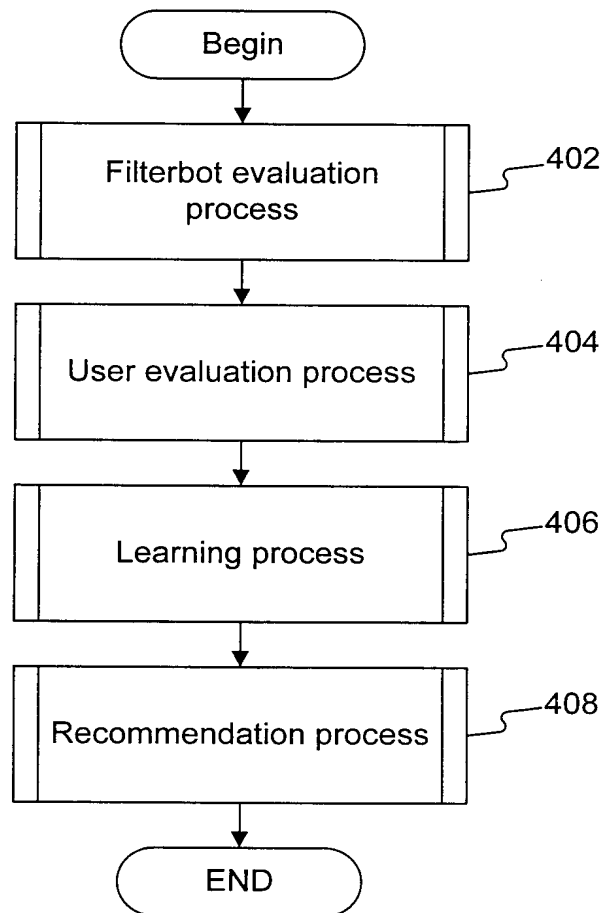 Begin
Filterbot evaluation
process
402
User evaluation process
404
Learning process
406
Recommendation process
408
END